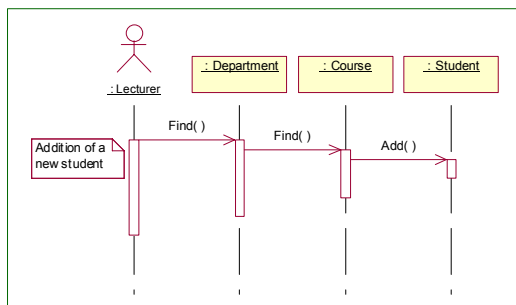 : Department
: Course
: Student
: Lecturer
Find( )
Find( )
Add( )
Addition of a
new student